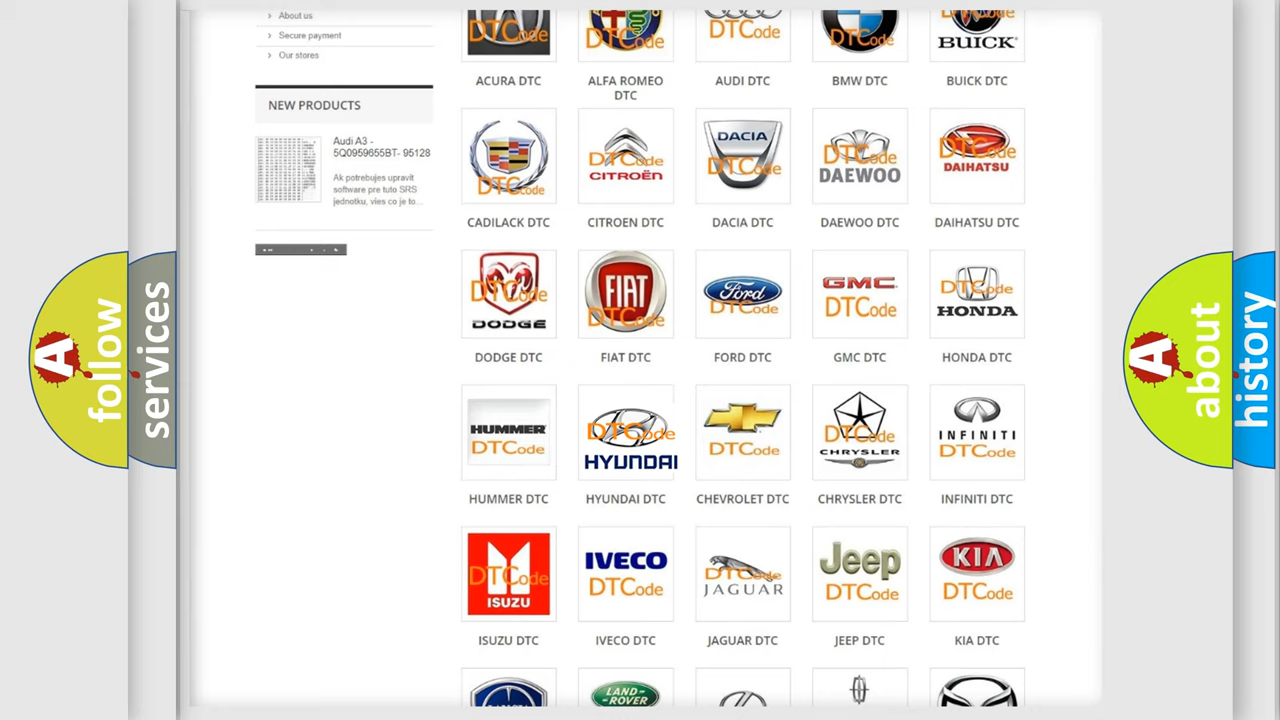 About us
Secure payment
Our stores
NEW PRODUCTS
Audi A3 -
5Q0959655BT- 95128
Ak potrebujes upravit
software pre tuto SRS
jednotku, vies co je to...
DTCode
DTCode
DTCode
DTCode
BUICK
ACURA DTC
ALFA ROMEO
DTC
AUDI DTC
BMW DTC
BUICK DTC
DTCode
DTCode
CITROËN
DACIA
DTCode
DTCode
DAEWOO
DTCode
DAIHATSU
CADILACK DTC
CITROEN DTC
DACIA DTC
DAEWOO DTC
DAIHATSU DTC
DTCode
DODGE
FIAT
DTCode
Ford
DTCode
GMC
DTCode
DTCode
HONDA
DODGE DTC
FIAT DTC
FORD DTC
GMC DTC
HONDA DTC
HUMMER
DTCode
DTCode
HYUNDAI
DTCode
DTCode
CHRYSLER
INFINITI
DTCode
HUMMER DTC
HYUNDAI DTC
CHEVROLET DTC
CHRYSLER DTC
INFINITI DTC
DTCode
ISUZU
IVECO
DTCode
DTCode
JAGUAR
Jeep
DTCode
KIA
DTCode
ISUZU DTC
IVECO DTC
JAGUAR DTC
JEEP DTC
KIA DTC
LAND-
ROVER
A
follow
services
A
about
history